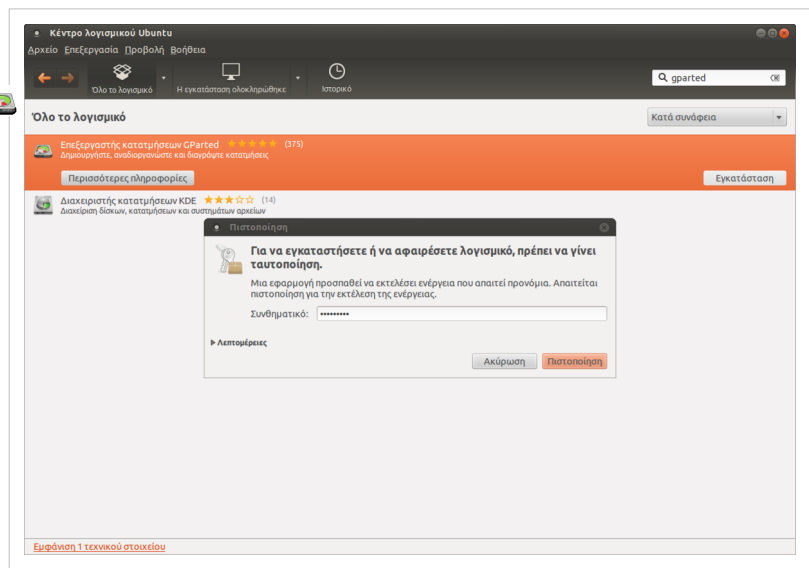 Κέντρο λογισμικού Ubuntu
Αρχείο Επεξεργασία Προβολή Βοήθεια
Όλο το λογισμικό Η εγκατάσταση ολοκληρώθηκε Ιστορικό gparted
Όλο το λογισμικό Κατά συνάφεια
Επεξεργαστής κατατμήσεων GParted (375)
Δημιουργήστε, αναδιοργανώστε και διαγράψτε κατατμήσεις
Περισσότερες πληροφορίες Εγκατάσταση
Διαχειριστής κατατμήσεων KDE (14)
Διαχείριση δίσκων, κατατμήσεων και συστημάτων αρχείων
Πιστοποίηση
Για να εγκαταστήσετε ή να αφαιρέσετε λογισμικό, πρέπει να γίνει
ταυτοποίηση.
Μια εφαρμογή προσπαθεί να εκτελέσει ενέργεια που απαιτεί προνόμια. Απαιτείται
πιστοποίηση για την εκτέλεση της ενέργειας.
Συνθηματικό: •••••••••
Λεπτομέρειες
Ακύρωση Πιστοποίηση
Εμφάνιση 1 τεχνικού στοιχείου